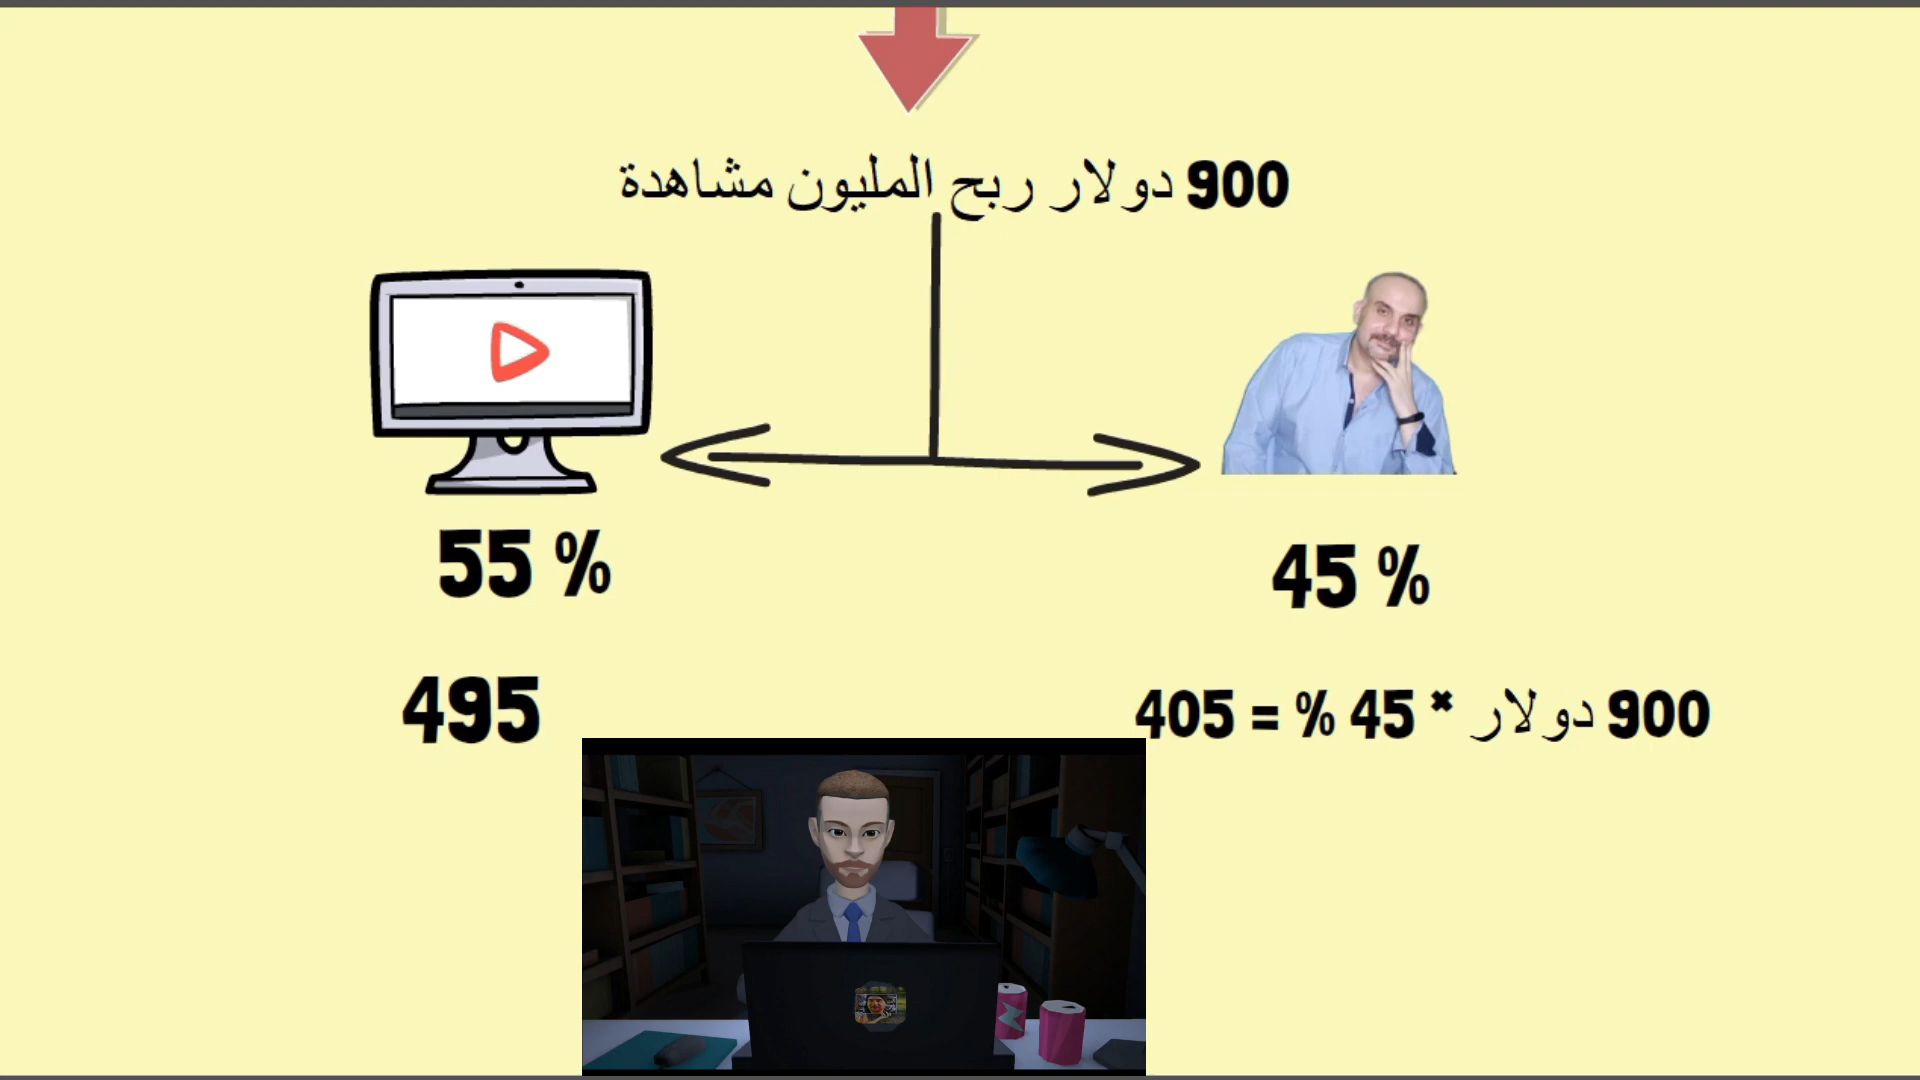 900 دولار ربح المليون مشاهدة
55 %
45 %
495
900 دولار * 45 % = 405